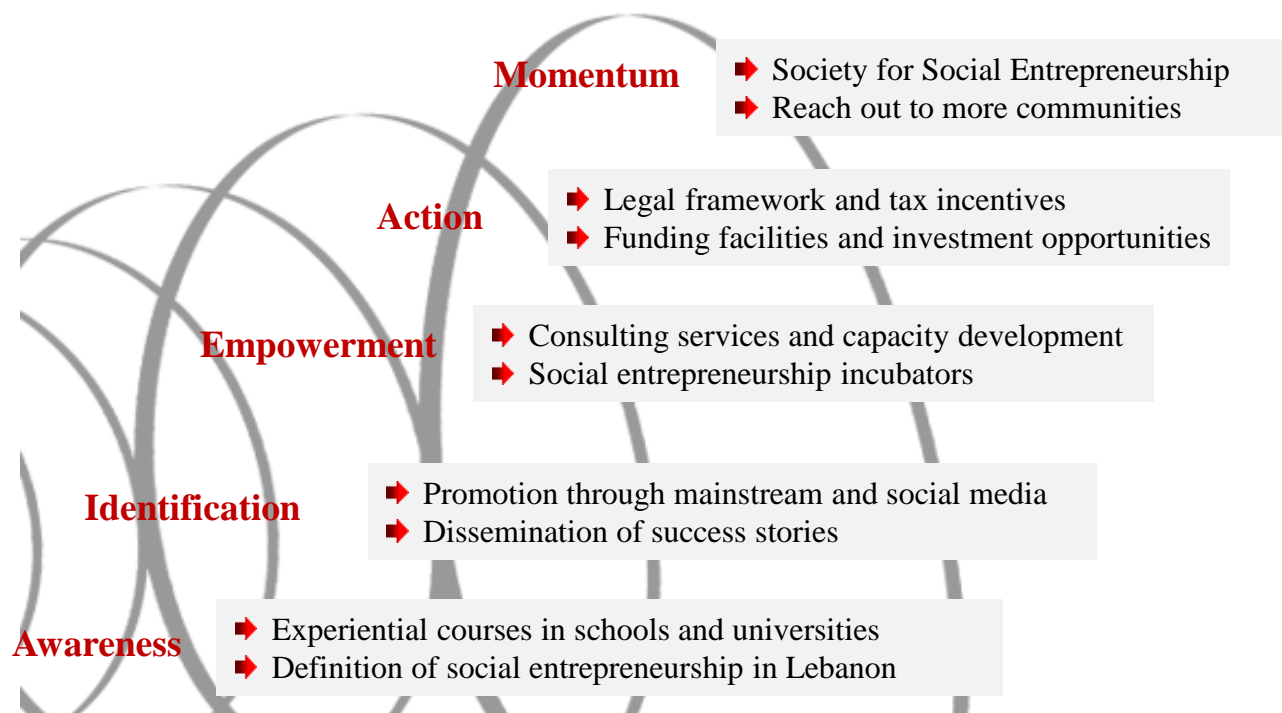 Momentum
Society for Social Entrepreneurship
Reach out to more communities
Action
Legal framework and tax incentives
Funding facilities and investment opportunities
Empowerment
Consulting services and capacity development
Social entrepreneurship incubators
Identification
Promotion through mainstream and social media
Dissemination of success stories
Awareness
Experiential courses in schools and universities
Definition of social entrepreneurship in Lebanon